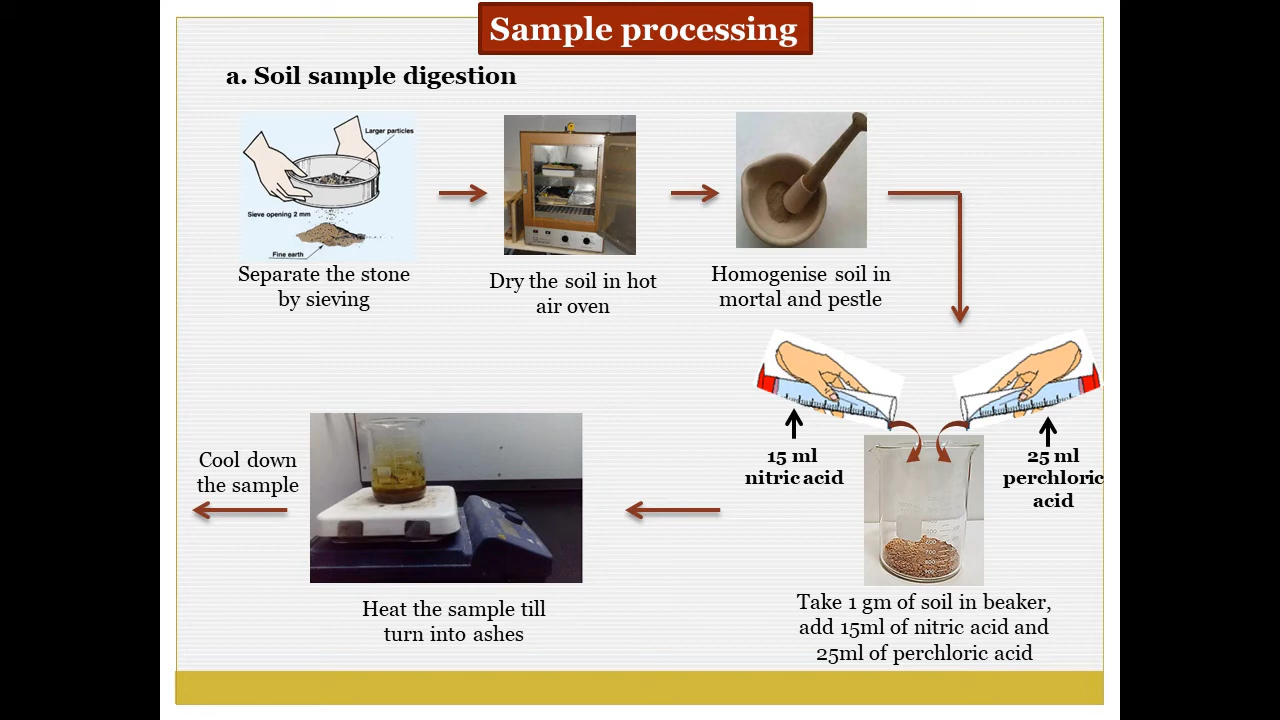 Sample processing
a. Soil sample digestion
Larger particles
Sieve opening 2 mm
Fine earth
Separate the stone
by sieving
Dry the soil in hot
air oven
Homogenise soil in
mortal and pestle
15 ml
nitric acid
25 ml
perchloric
acid
Take 1 gm of soil in beaker,
add 15ml of nitric acid and
25ml of perchloric acid
Heat the sample till
turn into ashes
Cool down
the sample